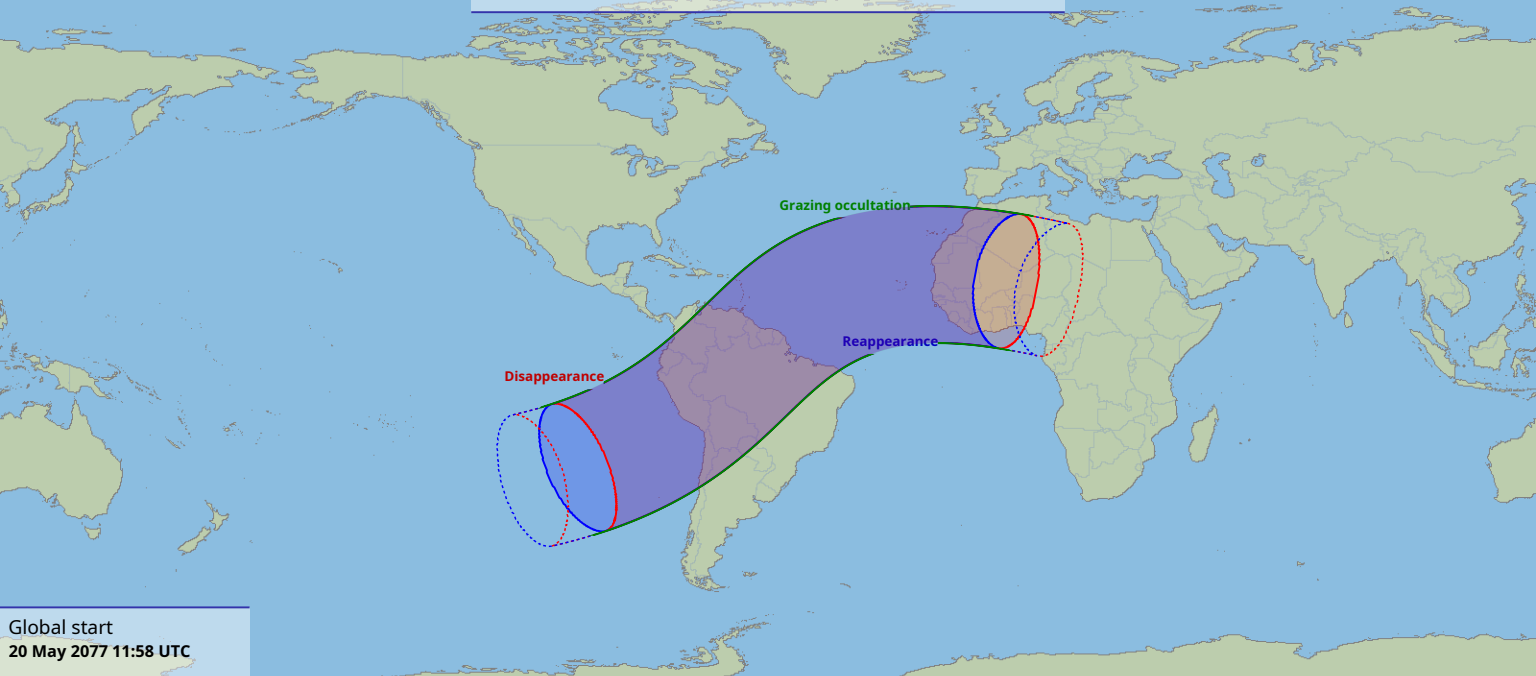 Grazing occultation
Reappearance
Disappearance
Global start
20 May 2077 11:58 UTC